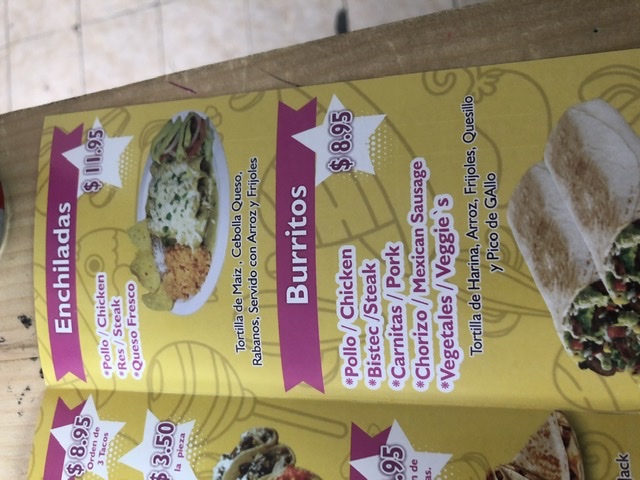 Enchiladas
$ 11.95
*Pollo / Chicken
*Res / Steak
*Queso Fresco
Tortilla de Maiz , Cebolla Queso,
Rabanos, Servido con Arroz y Frijoles
Burritos
$ 8.95
*Pollo / Chicken
*Bistec /Steak
*Carnitas / Pork
*Chorizo / Mexican Sausage
*Vegetales / Veggie`s
Tortilla de Harina, Arroz, Frijoles, Quesillo
y Pico de GAllo
$ 8.95
Orden de
3 Tacos
$ 3.50
la pieza
.95